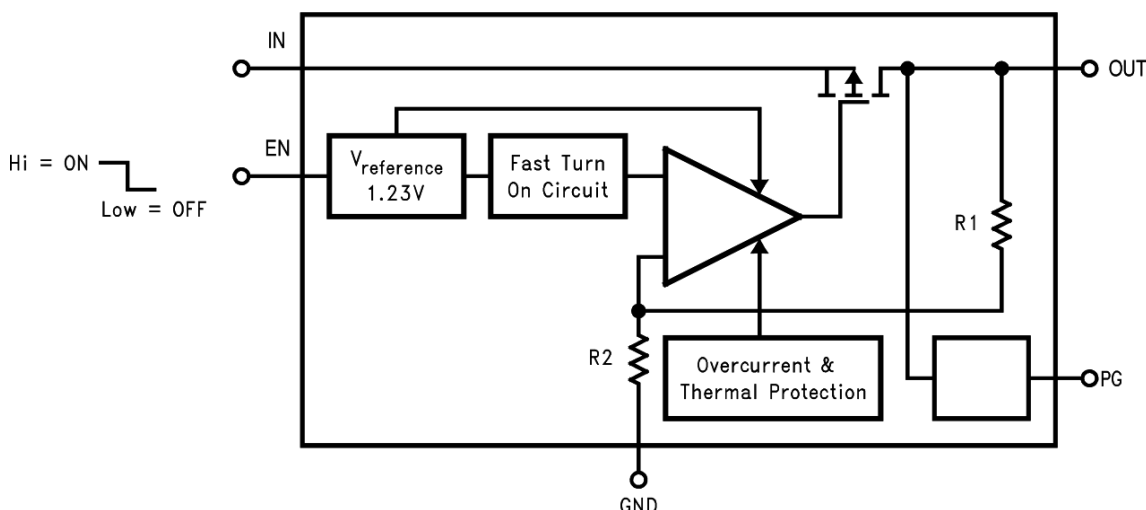 IN
OUT
EN
Hi = ON
Low = OFF
Vreference
1.23V
Fast Turn
On Circuit
R1
R2
Overcurrent &
Thermal Protection
PG
GND